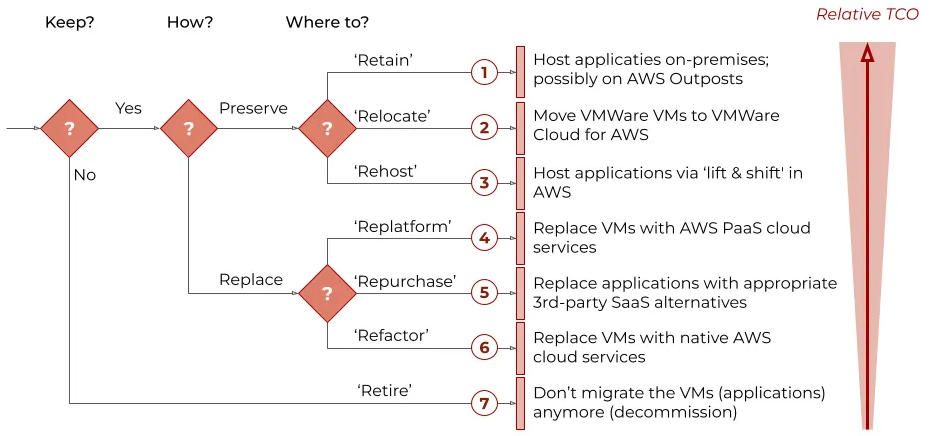 Keep?
How?
Where to?
Relative TCO
‘Retain’
1
Host applicaties on-premises;
possibly on AWS Outposts
?
Yes
?
Preserve
?
‘Relocate’
2
Move VMWare VMs to VMWare
Cloud for AWS
No
‘Rehost’
3
Host applications via ‘lift & shift' in
AWS
‘Replatform’
4
Replace VMs with AWS PaaS cloud
services
Replace
?
‘Repurchase’
5
Replace applications with appropriate
3rd-party SaaS alternatives
‘Refactor’
6
Replace VMs with native AWS
cloud services
‘Retire’
7
Don’t migrate the VMs (applications)
anymore (decommission)